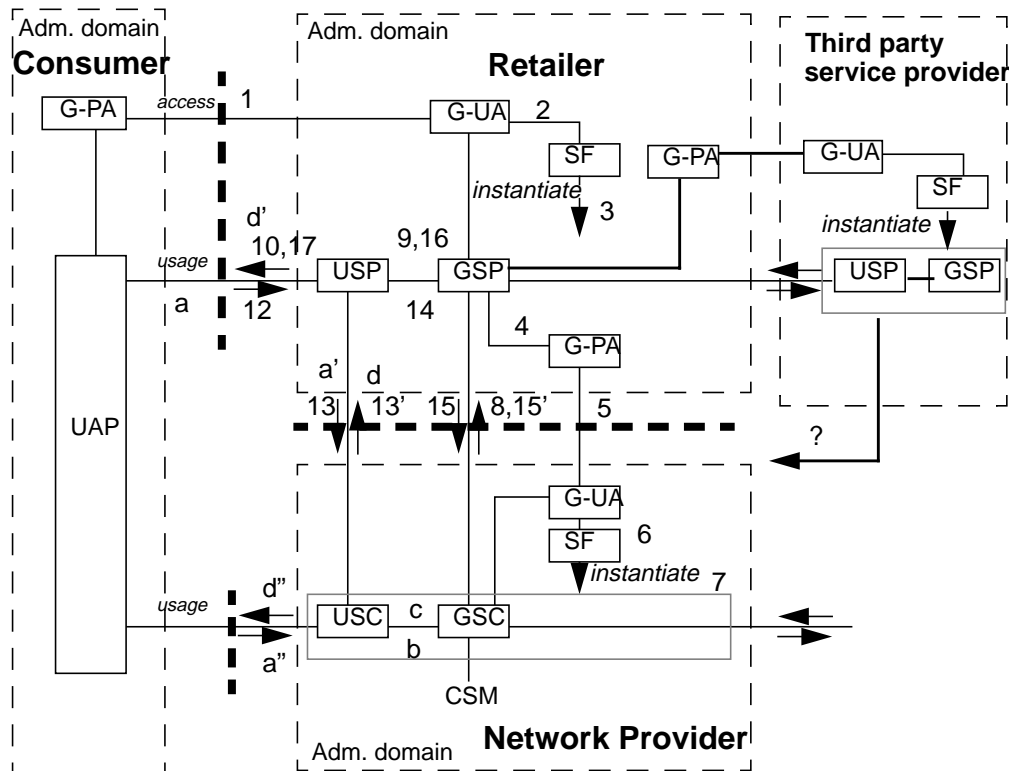 Adm. domain
Consumer
Adm. domain
Retailer
Third party
service provider
G-PA
access
1
G-UA
2
SF
instantiate
3
G-PA
G-UA
SF
instantiate
d’
10,17
9,16
usage
a
12
USP
GSP
14
USP
GSP
4
G-PA
a’
d
13
13’
15
8,15’
5
?
UAP
G-UA
SF
6
instantiate
7
d”
usage
a”
USC
c
b
GSC
CSM
Network Provider
Adm. domain